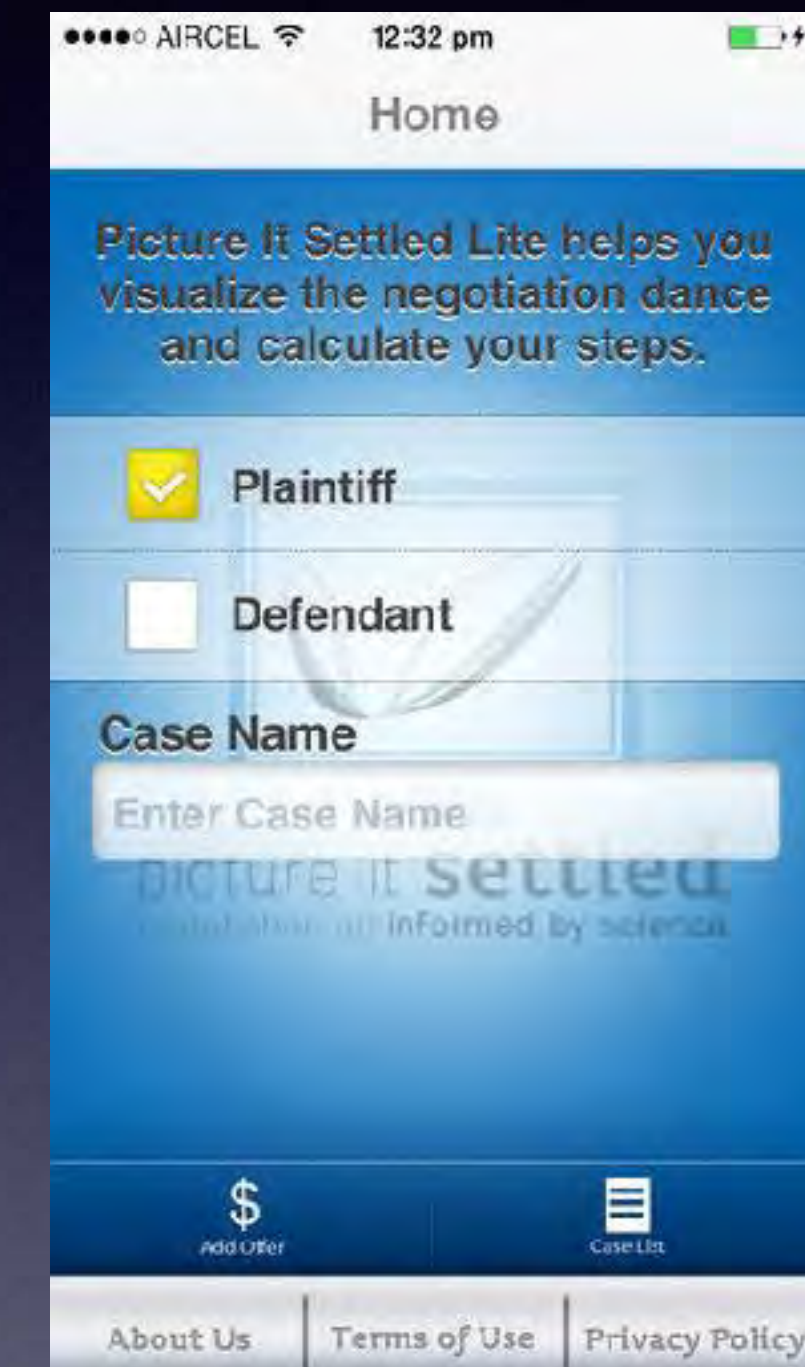 AIRCEL 12:32 pm
Home
Picture It Settled Lite helps you
visualize the negotiation dance
and calculate your steps.
Plaintiff
Defendant
Case Name
Enter Case Name
picture it settled
informed by science
$
Add Offer Case List
About Us Terms of Use Privacy Policy